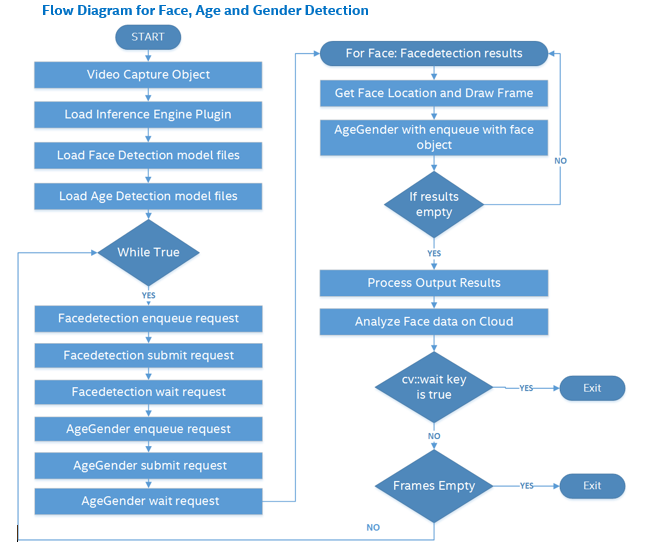 Flow Diagram for Face, Age and Gender Detection
START
Video Capture Object
Load Inference Engine Plugin
Load Face Detection model files
Load Age Detection model files
While True
YES
Facedetection enqueue request
Facedetection submit request
Facedetection wait request
AgeGender enqueue request
AgeGender submit request
AgeGender wait request
For Face: Facedetection results
Get Face Location and Draw Frame
AgeGender with enqueue with face
object
NO
If results
empty
YES
Process Output Results
Analyze Face data on Cloud
cv::wait key
is true
YES
Exit
NO
Frames Empty
YES
Exit
NO